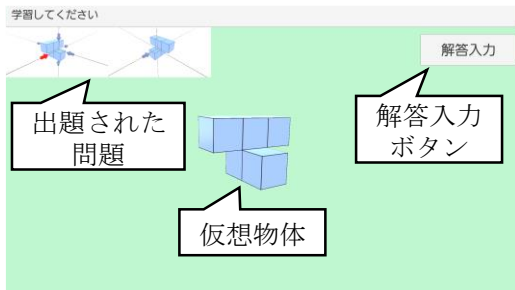 学習してください
解答入力
出題された
問題
解答入力
ボタン
仮想物体